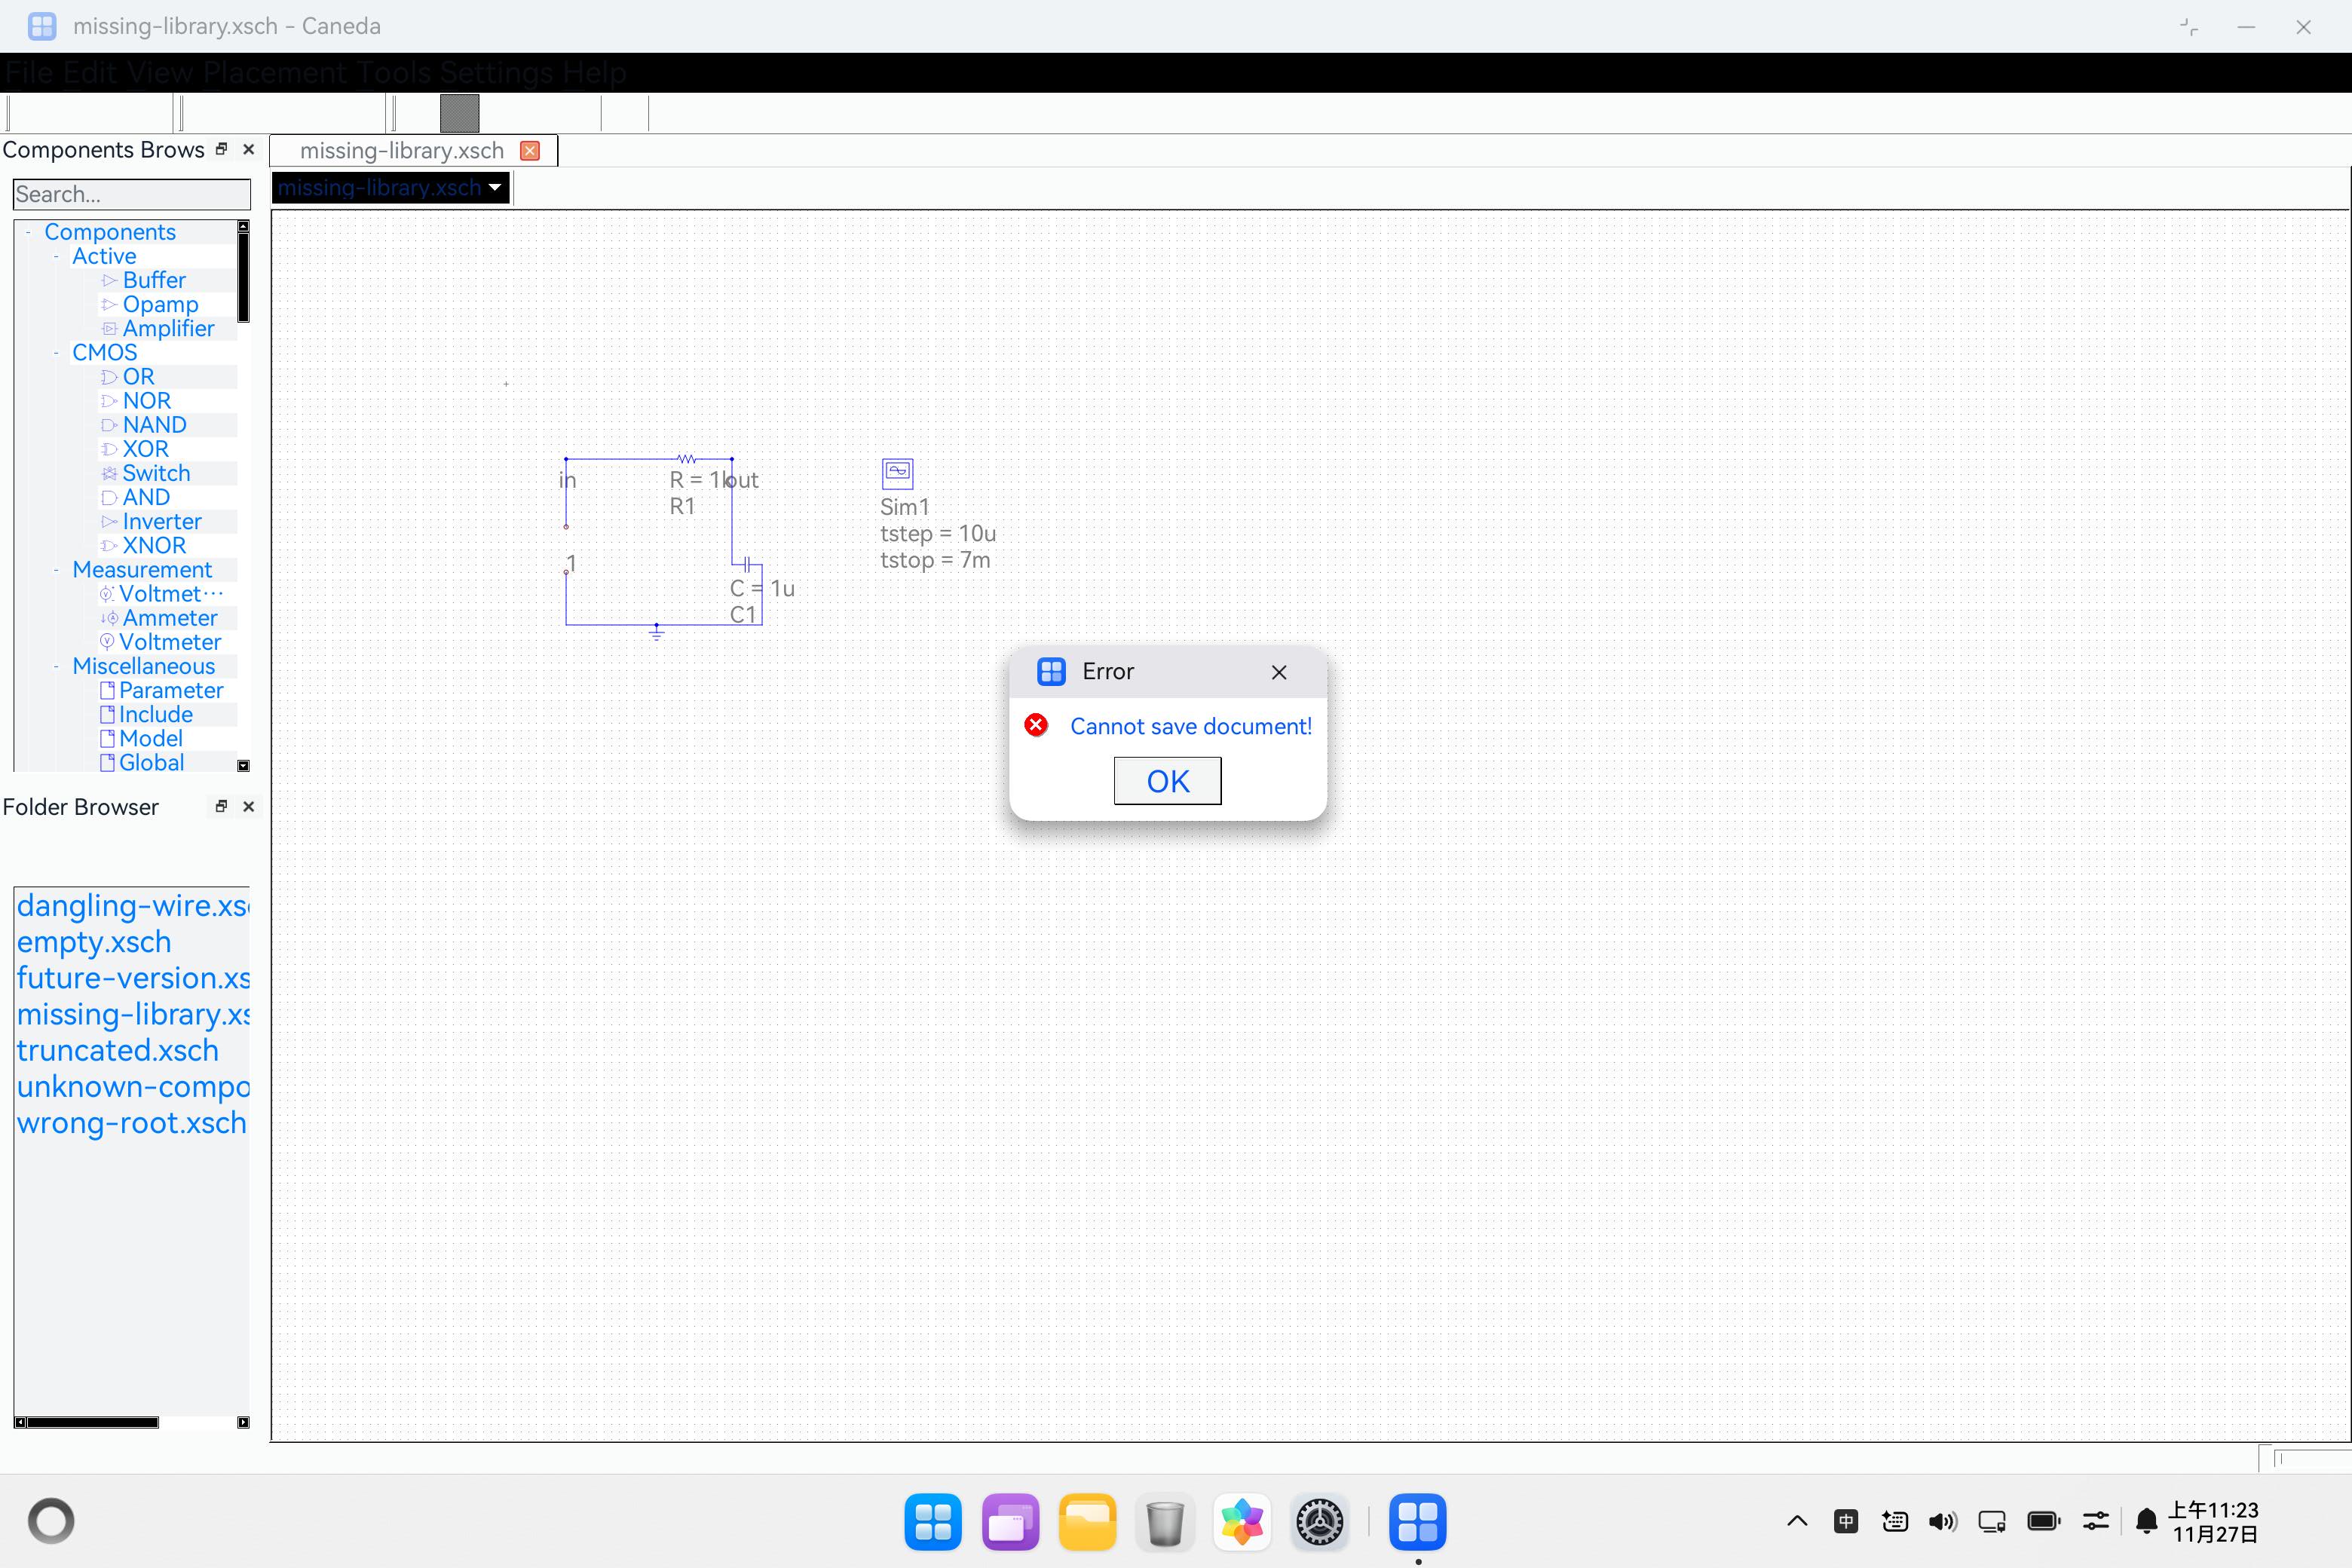 missing-library.xsch - Caneda
File Edit View Placement Tools Settings Help
Components Brows
missing-library.xsch
Search...
missing-library.xsch
Components
Active
Buffer
Opamp
Amplifier
CMOS
OR
NOR
NAND
XOR
Switch
AND
Inverter
XNOR
Measurement
Voltmet···
Ammeter
Voltmeter
Miscellaneous
Parameter
Include
Model
Global
in
R = 1k
out
R1
1
C = 1u
C1
Sim1
tstep = 10u
tstop = 7m
Error
Cannot save document!
OK
Folder Browser
dangling-wire.xs
empty.xsch
future-version.xs
missing-library.xs
truncated.xsch
unknown-compo
wrong-root.xsch
中
上午11:23
11月27日